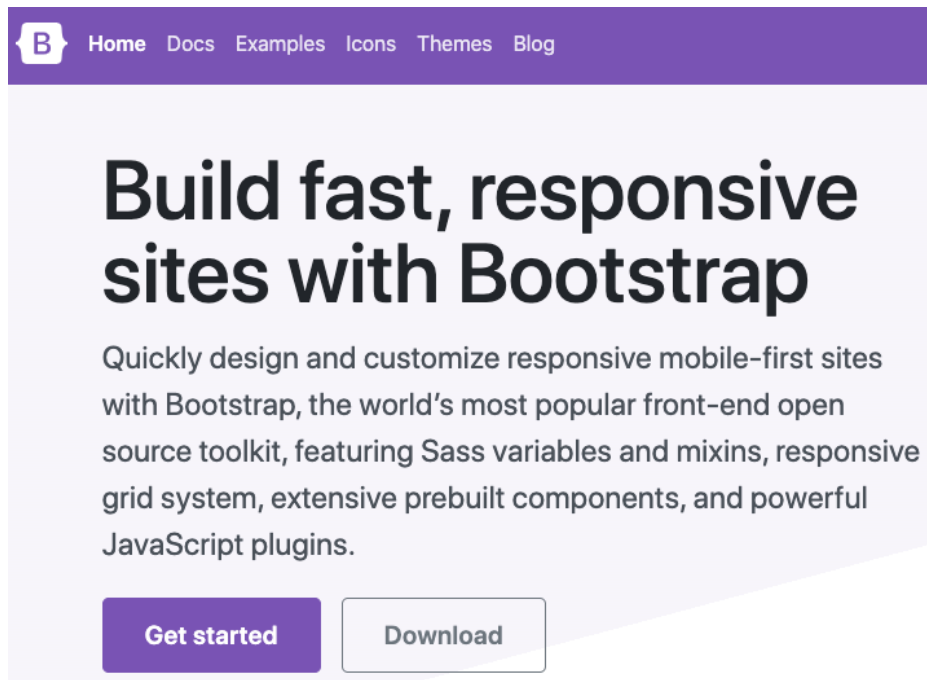 B
Home Docs Examples Icons Themes Blog
Build fast, responsive
sites with Bootstrap
Quickly design and customize responsive mobile-first sites
with Bootstrap, the world’s most popular front-end open
source toolkit, featuring Sass variables and mixins, responsive
grid system, extensive prebuilt components, and powerful
JavaScript plugins.
Get started
Download